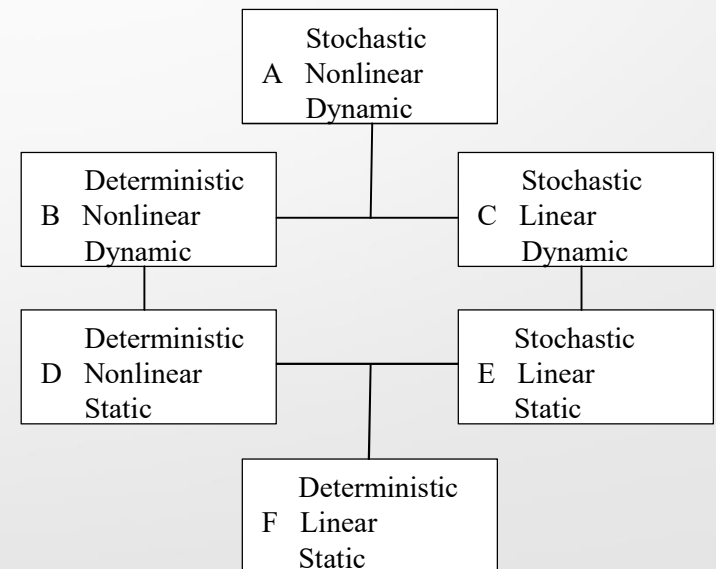 Stochastic
A Nonlinear
Dynamic
Deterministic
B Nonlinear
Dynamic
Stochastic
C Linear
Dynamic
Deterministic
D Nonlinear
Static
Stochastic
E Linear
Static
Deterministic
F Linear
Static